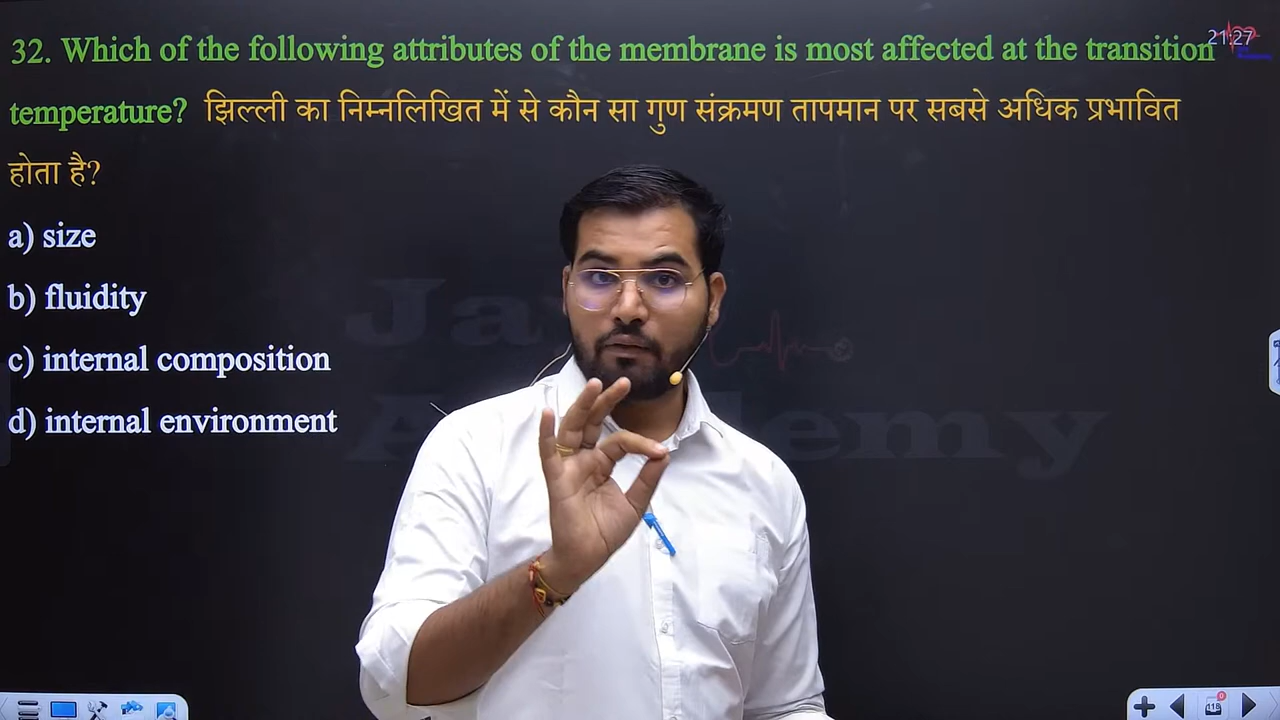 32. Which of the following attributes of the membrane is most affected at the transition
temperature? झिल्ली का निम्नलिखित में से कौन सा गुण संक्रमण तापमान पर सबसे अधिक प्रभावित
होता है?
a) size
b) fluidity
c) internal composition
d) internal environment
21:27
118